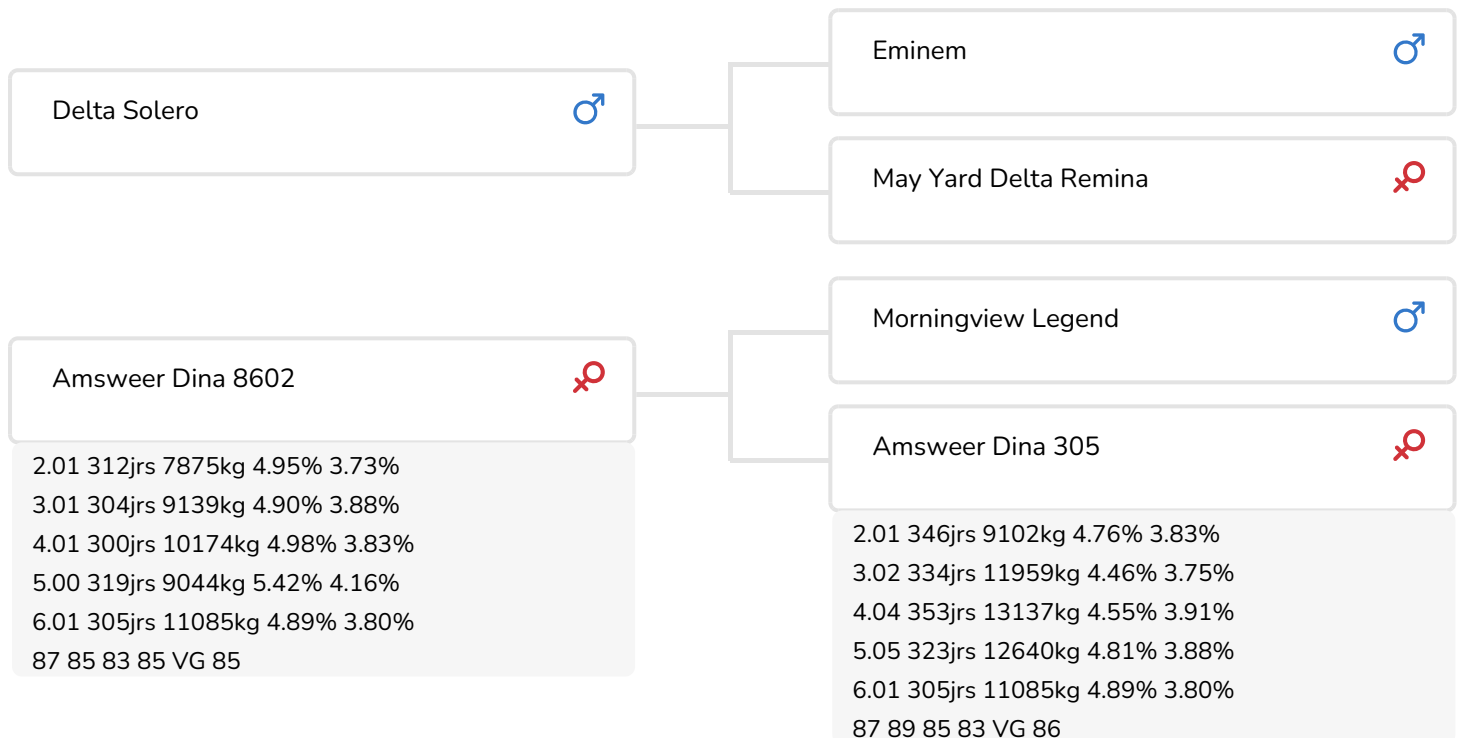 Delta Solero
Eminem
May Yard Delta Remina
Amsweer Dina 8602
2.01 312jrs 7875kg 4.95% 3.73%
3.01 304jrs 9139kg 4.90% 3.88%
4.01 300jrs 10174kg 4.98% 3.83%
5.00 319jrs 9044kg 5.42% 4.16%
6.01 305jrs 11085kg 4.89% 3.80%
87 85 83 85 VG 85
Morningview Legend
Amsweer Dina 305
2.01 346jrs 9102kg 4.76% 3.83%
3.02 334jrs 11959kg 4.46% 3.75%
4.04 353jrs 13137kg 4.55% 3.91%
5.05 323jrs 12640kg 4.81% 3.88%
6.01 305jrs 11085kg 4.89% 3.80%
87 89 85 83 VG 86